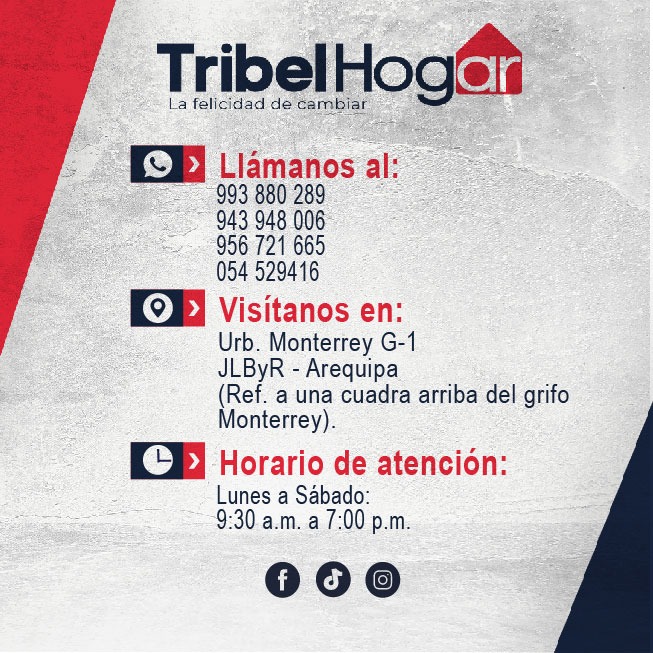 TribelHogar
La felicidad de cambiar
Llámanos al:
993 880 289
943 948 006
956 721 665
054 529416
Visítanos en:
Urb. Monterrey G-1
JLByR - Arequipa
(Ref. a una cuadra arriba del grifo
Monterrey).
Horario de atención:
Lunes a Sábado:
9:30 a.m. a 7:00 p.m.